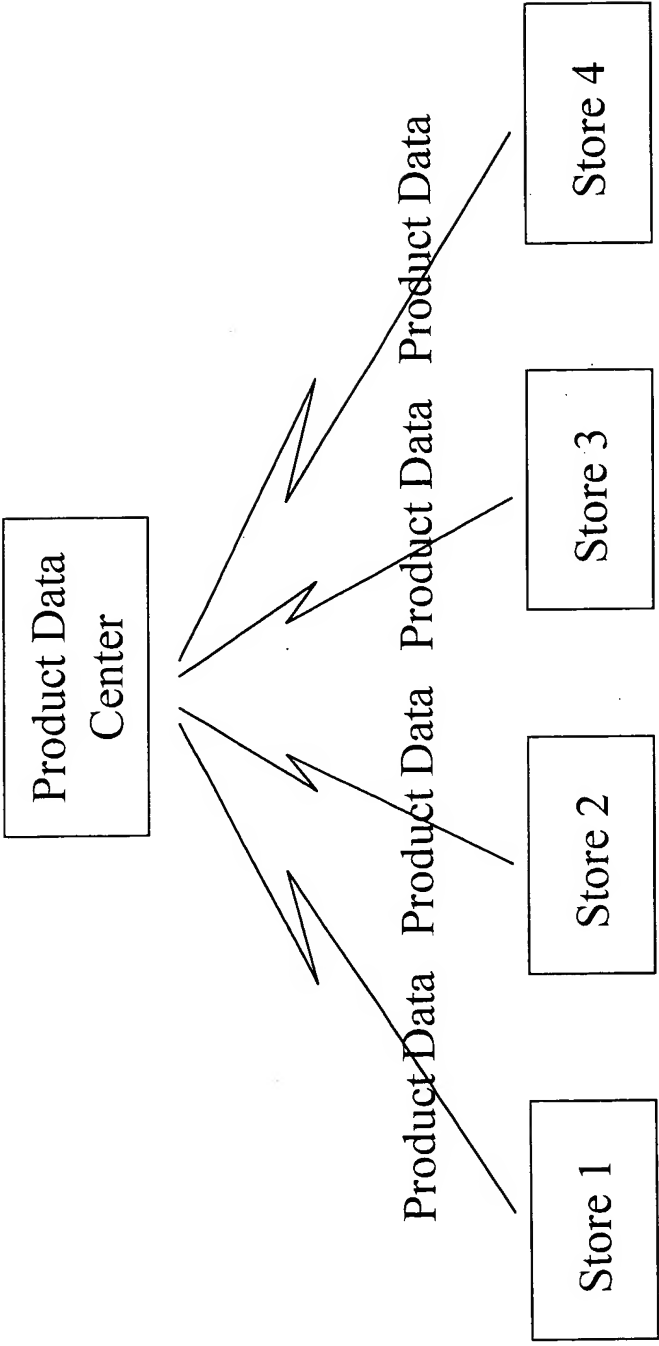 Product Data
Center
Product Data
Product Data
Product Data
Product Data
Store 1
Store 2
Store 3
Store 4